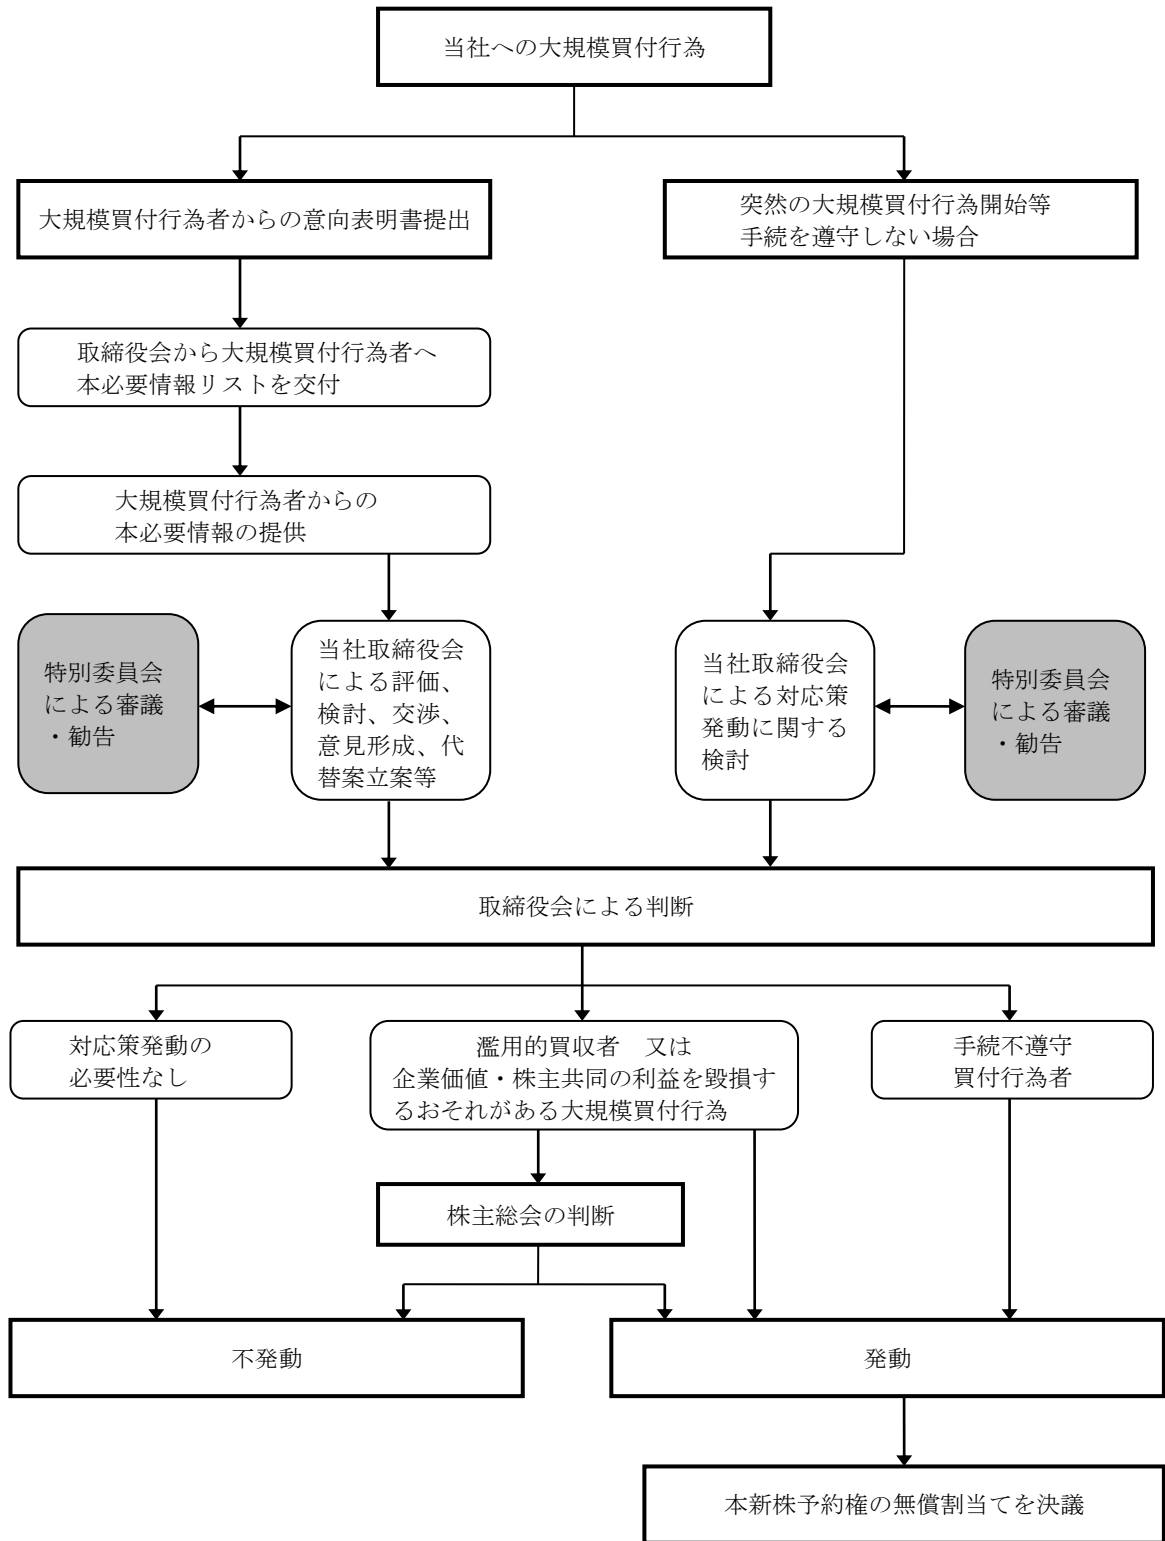 当社への大規模買付行為
大規模買付行為者からの意向表明書提出
突然の大規模買付行為開始等
手続を遵守しない場合
取締役会から大規模買付行為者へ
本必要情報リストを交付
大規模買付行為者からの
本必要情報の提供
特別委員会
による審議
・勧告
当社取締役会
による評価、
検討、交渉、
意見形成、代
替案立案等
当社取締役会
による対応策
発動に関する
検討
特別委員会
による審議
・勧告
取締役会による判断
対応策発動の
必要性なし
濫用的買収者　又は
企業価値・株主共同の利益を毀損す
るおそれがある大規模買付行為
手続不遵守
買付行為者
株主総会の判断
不発動
発動
本新株予約権の無償割当てを決議